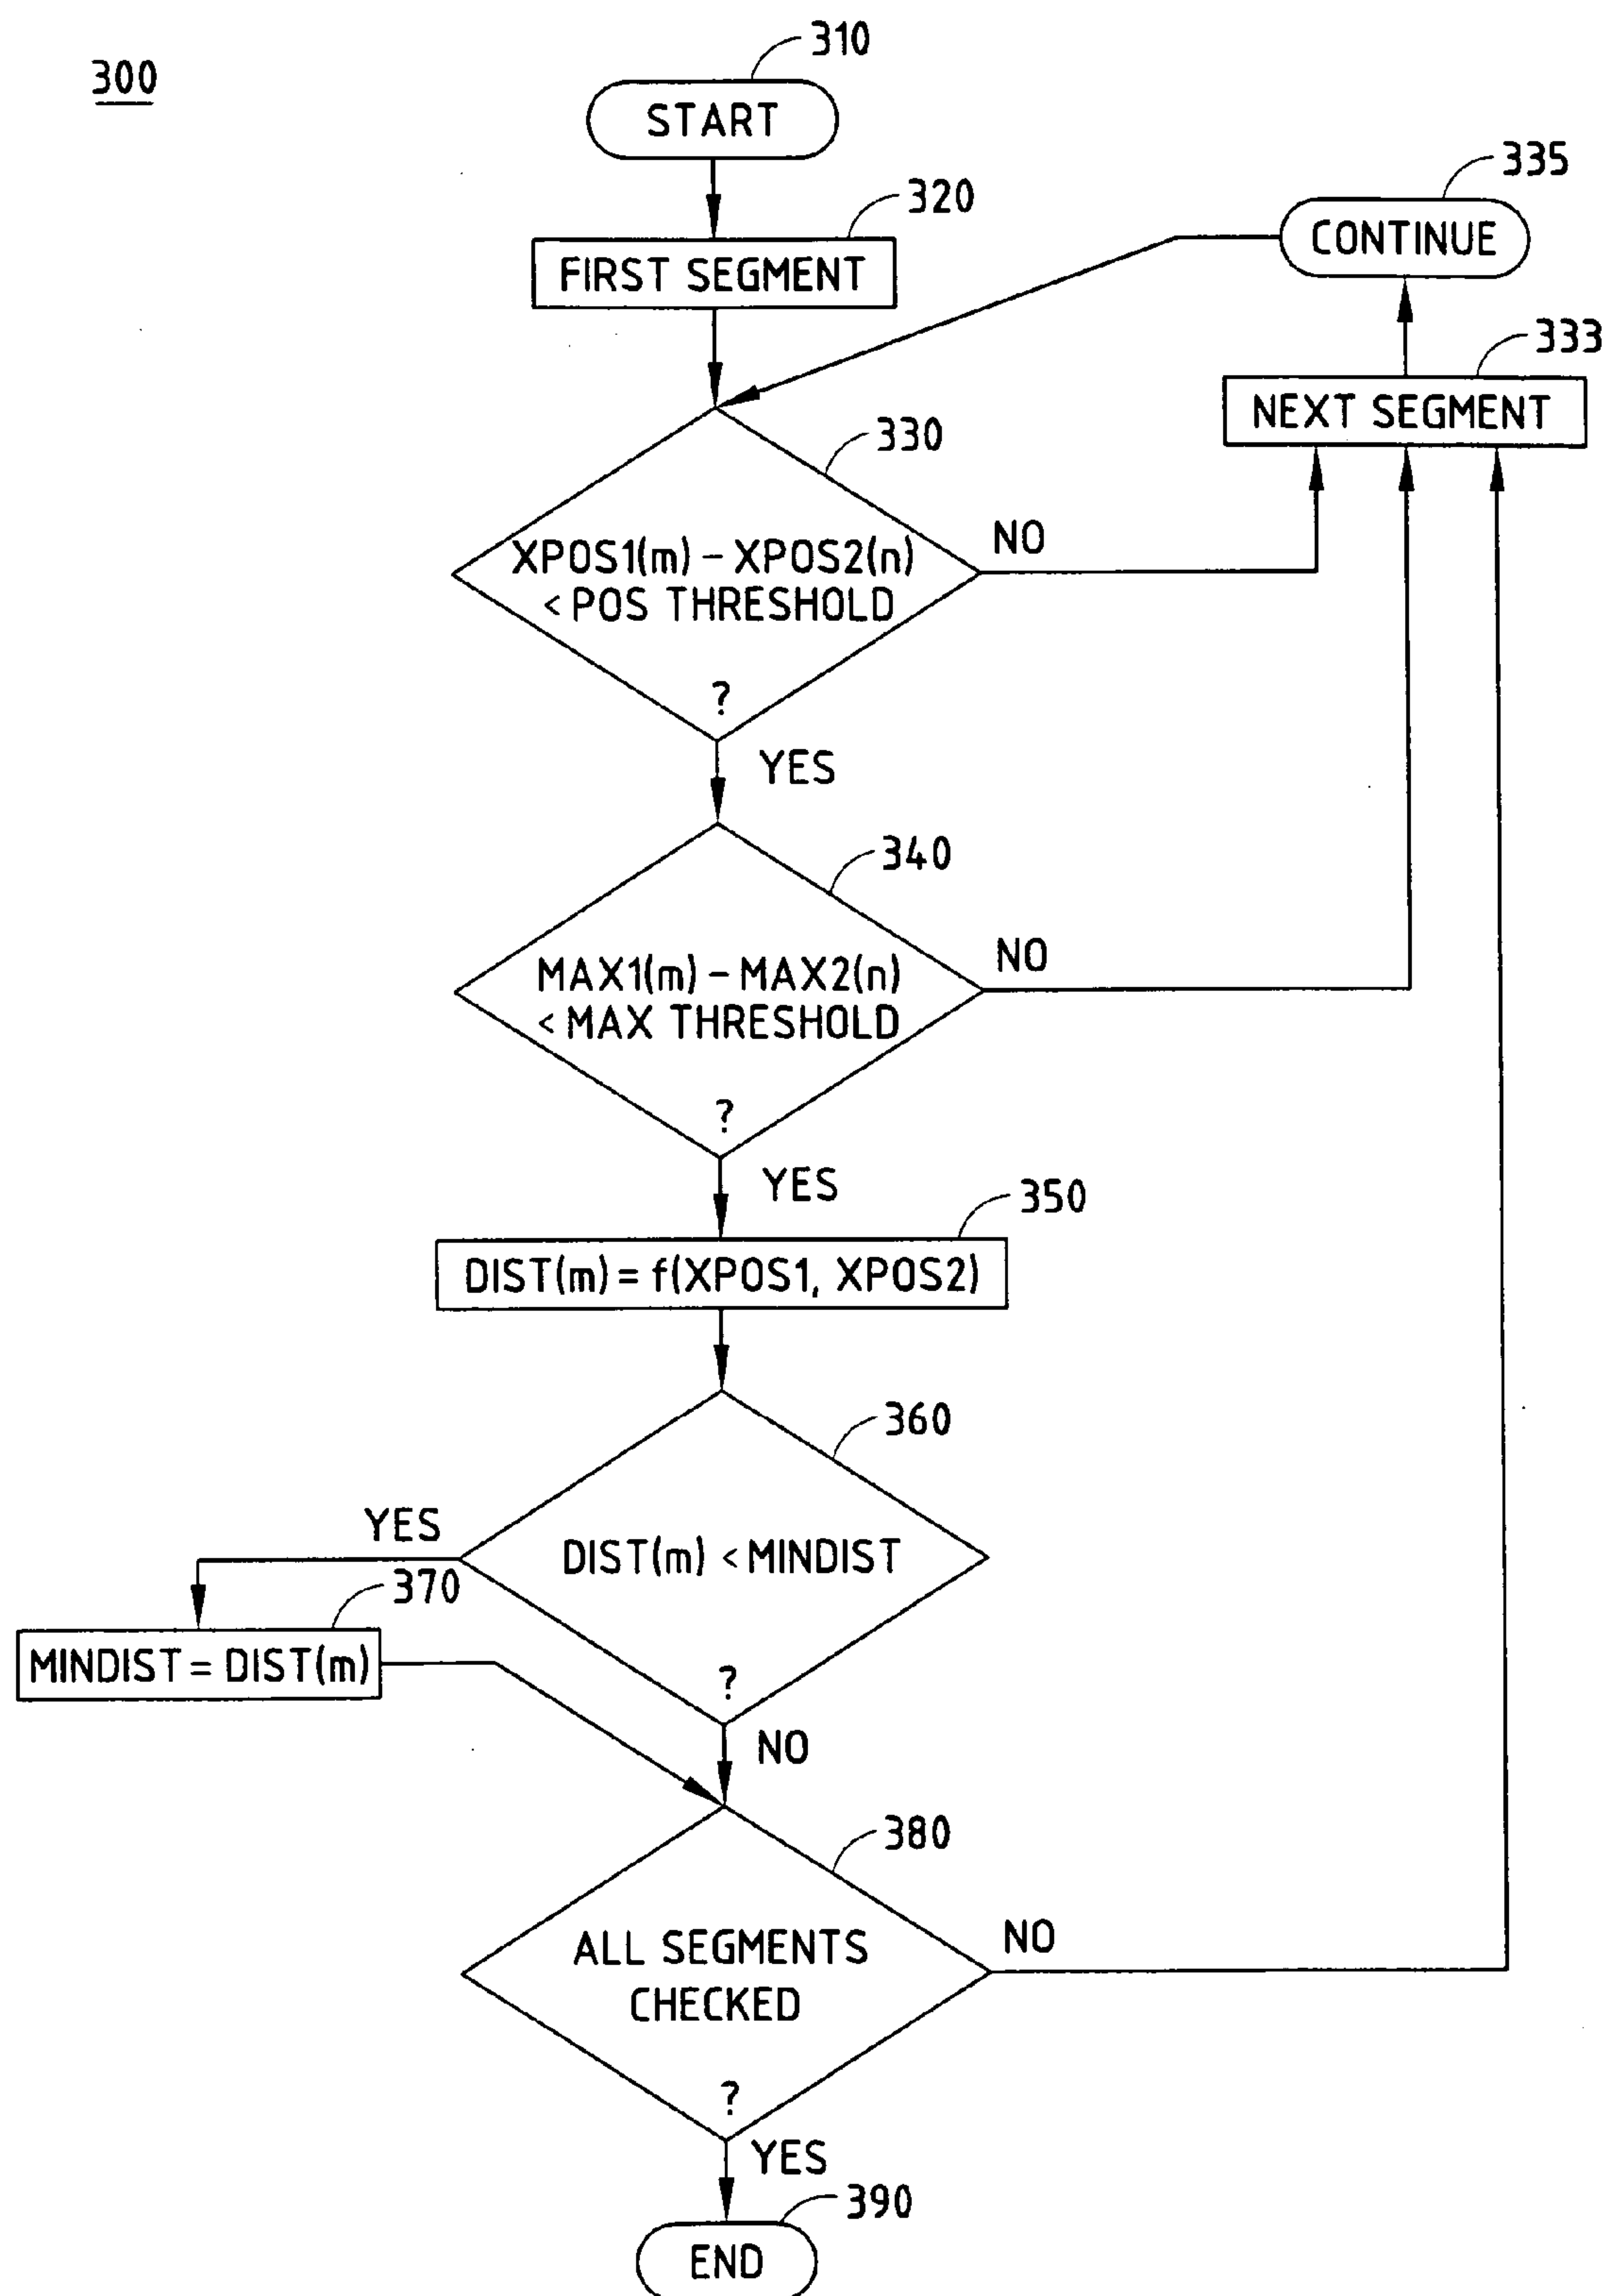 300
310
START
320
FIRST SEGMENT
335
CONTINUE
333
NEXT SEGMENT
330
XPOS1(m) – XPOS2(n)
< POS THRESHOLD
?
NO
YES
340
MAX1(m) – MAX2(n)
< MAX THRESHOLD
?
NO
YES
350
DIST(m) = f(XPOS1, XPOS2)
360
DIST(m) < MINDIST
?
YES
370
MINDIST = DIST(m)
NO
380
ALL SEGMENTS
CHECKED
?
NO
YES
390
END